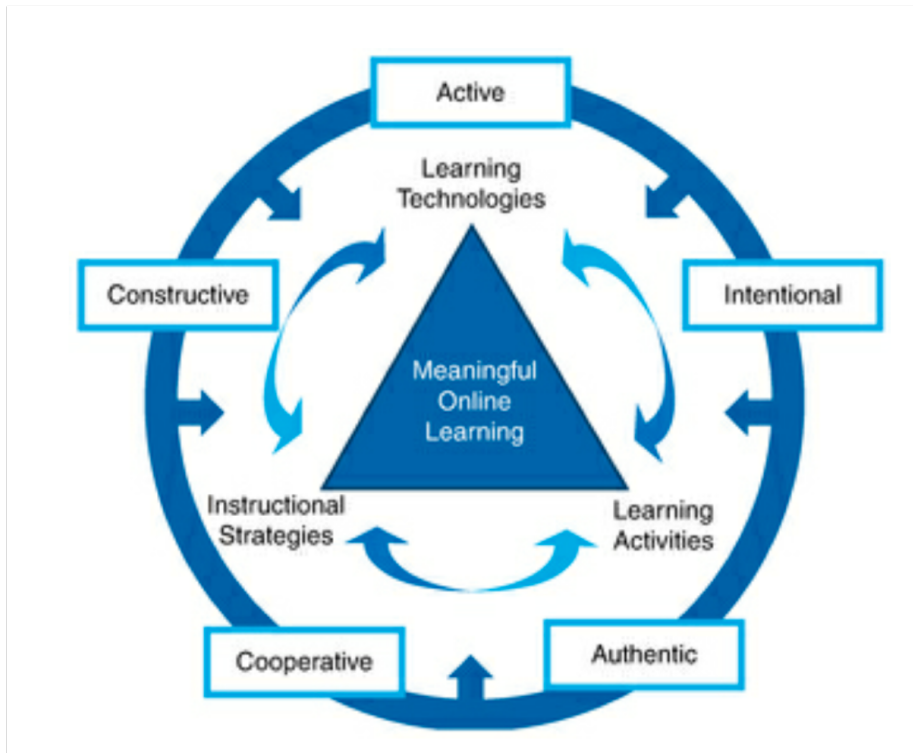 Active
Learning
Technologies
Constructive
Intentional
Meaningful
Online
Learning
Instructional
Strategies
Learning
Activities
Cooperative
Authentic